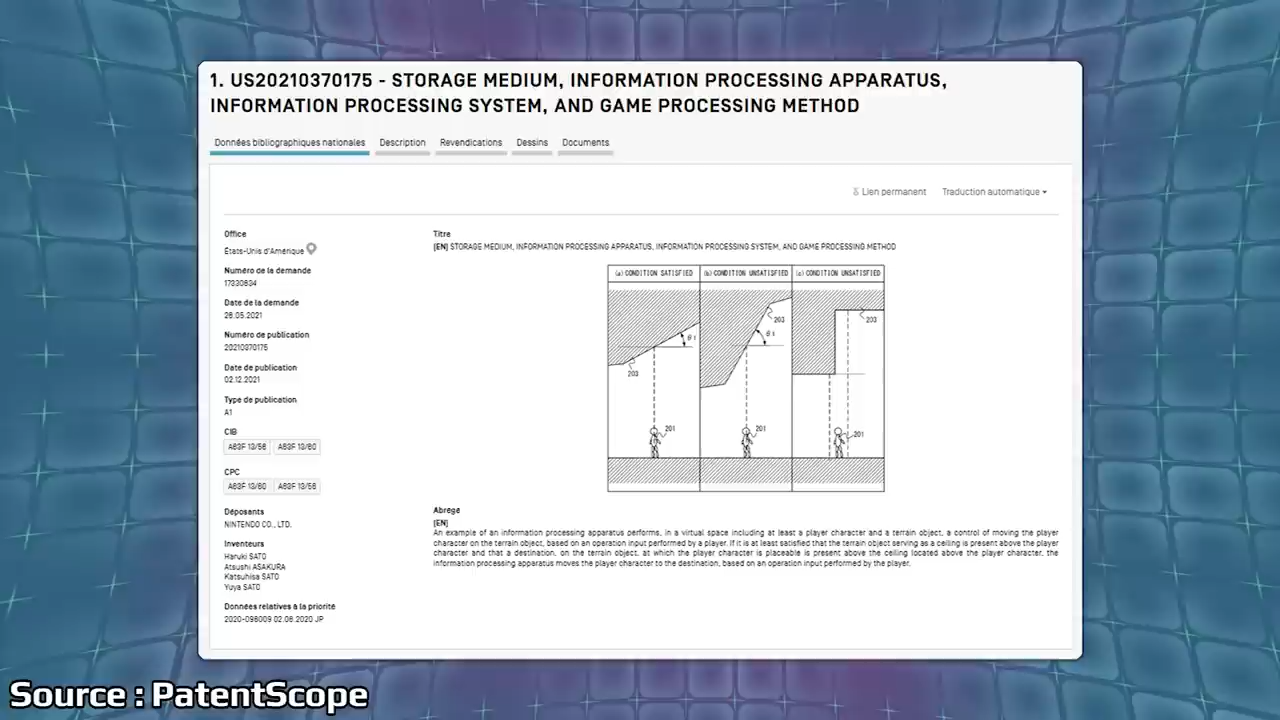 1. US20210370175 - STORAGE MEDIUM, INFORMATION PROCESSING APPARATUS,
INFORMATION PROCESSING SYSTEM, AND GAME PROCESSING METHOD
Données bibliographiques nationales Description Revendications Dessins Documents
Lien permanent Traduction automatique
Office
États-Unis d'Amérique
Numéro de la demande
17330834
Date de la demande
26.05.2021
Numéro de publication
20210370175
Date de publication
02.12.2021
Type de publication
A1
CIB
A63F 13/56 A63F 13/60
CPC
A63F 13/60 A63F 13/56
Déposants
NINTENDO CO., LTD.
Inventeurs
Haruki SATO
Atsushi ASAKURA
Katsuhisa SATO
Yuya SATO
Données relatives à la priorité
2020-096009 02.06.2020 JP
Titre
[EN] STORAGE MEDIUM, INFORMATION PROCESSING APPARATUS, INFORMATION PROCESSING SYSTEM, AND GAME PROCESSING METHOD
(a) CONDITION SATISFIED (b) CONDITION UNSATISFIED (c) CONDITION UNSATISFIED
203 203
θ1 θ1
203
201 201 201
Abrégé
[EN]
An example of an information processing apparatus performs, in a virtual space including at least a player character and a terrain object, a control of moving the player
character on the terrain object, based on an operation input performed by a player. If it is at least satisfied that the terrain object serving as a ceiling is present above the player
character and that a destination, on the terrain object, at which the player character is placeable is present above the ceiling located above the player character, the
information processing apparatus moves the player character to the destination, based on an operation input performed by the player.
Source : PatentScope